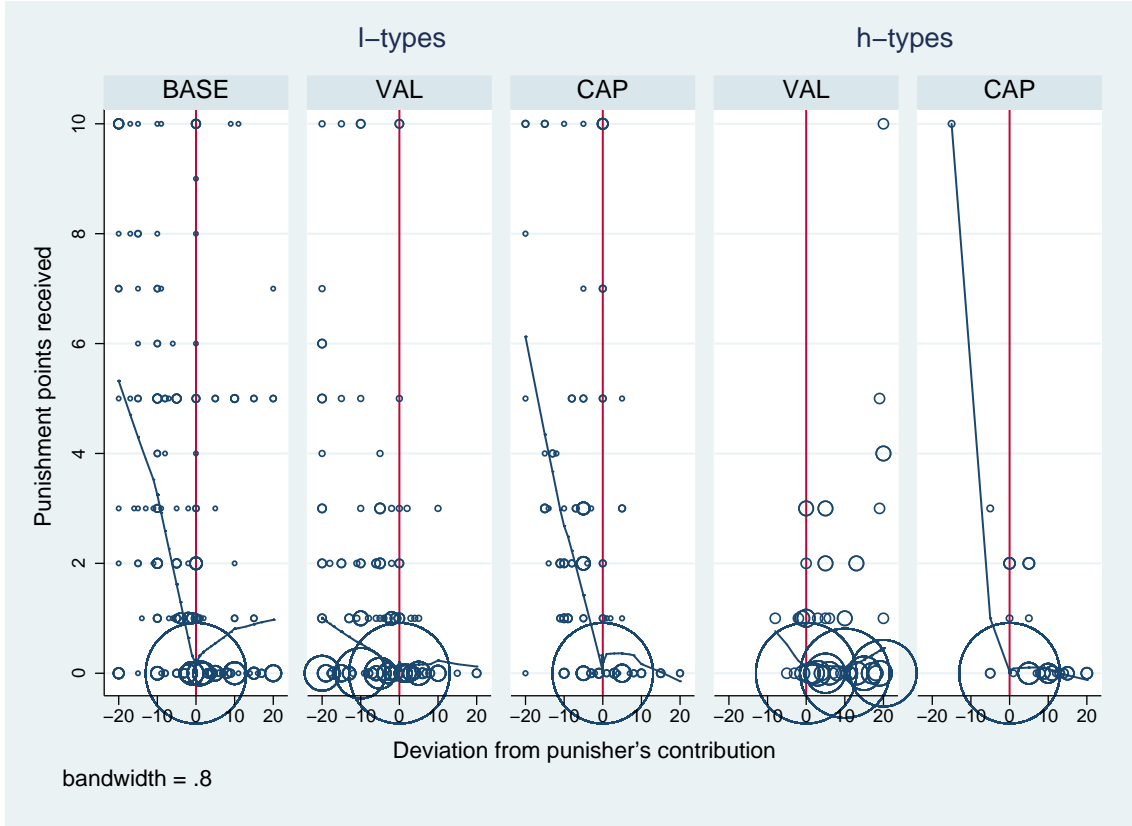 l−types h−types
BASE VAL CAP VAL CAP
10
8
6
4
2
0
Punishment points received
−20 −10 0 10 20 −20 −10 0 10 20 −20 −10 0 10 20 −20 −10 0 10 20 −20 −10 0 10 20
Deviation from punisher's contribution
bandwidth = .8